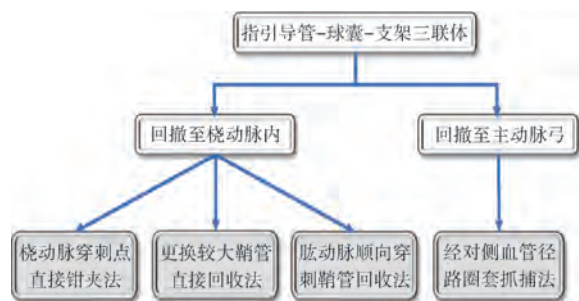 指引导管-球囊-支架三联体
回撤至桡动脉内
回撤至主动脉弓
桡动脉穿刺点
直接钳夹法
更换较大鞘管
直接回收法
肱动脉顺向穿
刺鞘管回收法
经对侧血管径
路圈套抓捕法